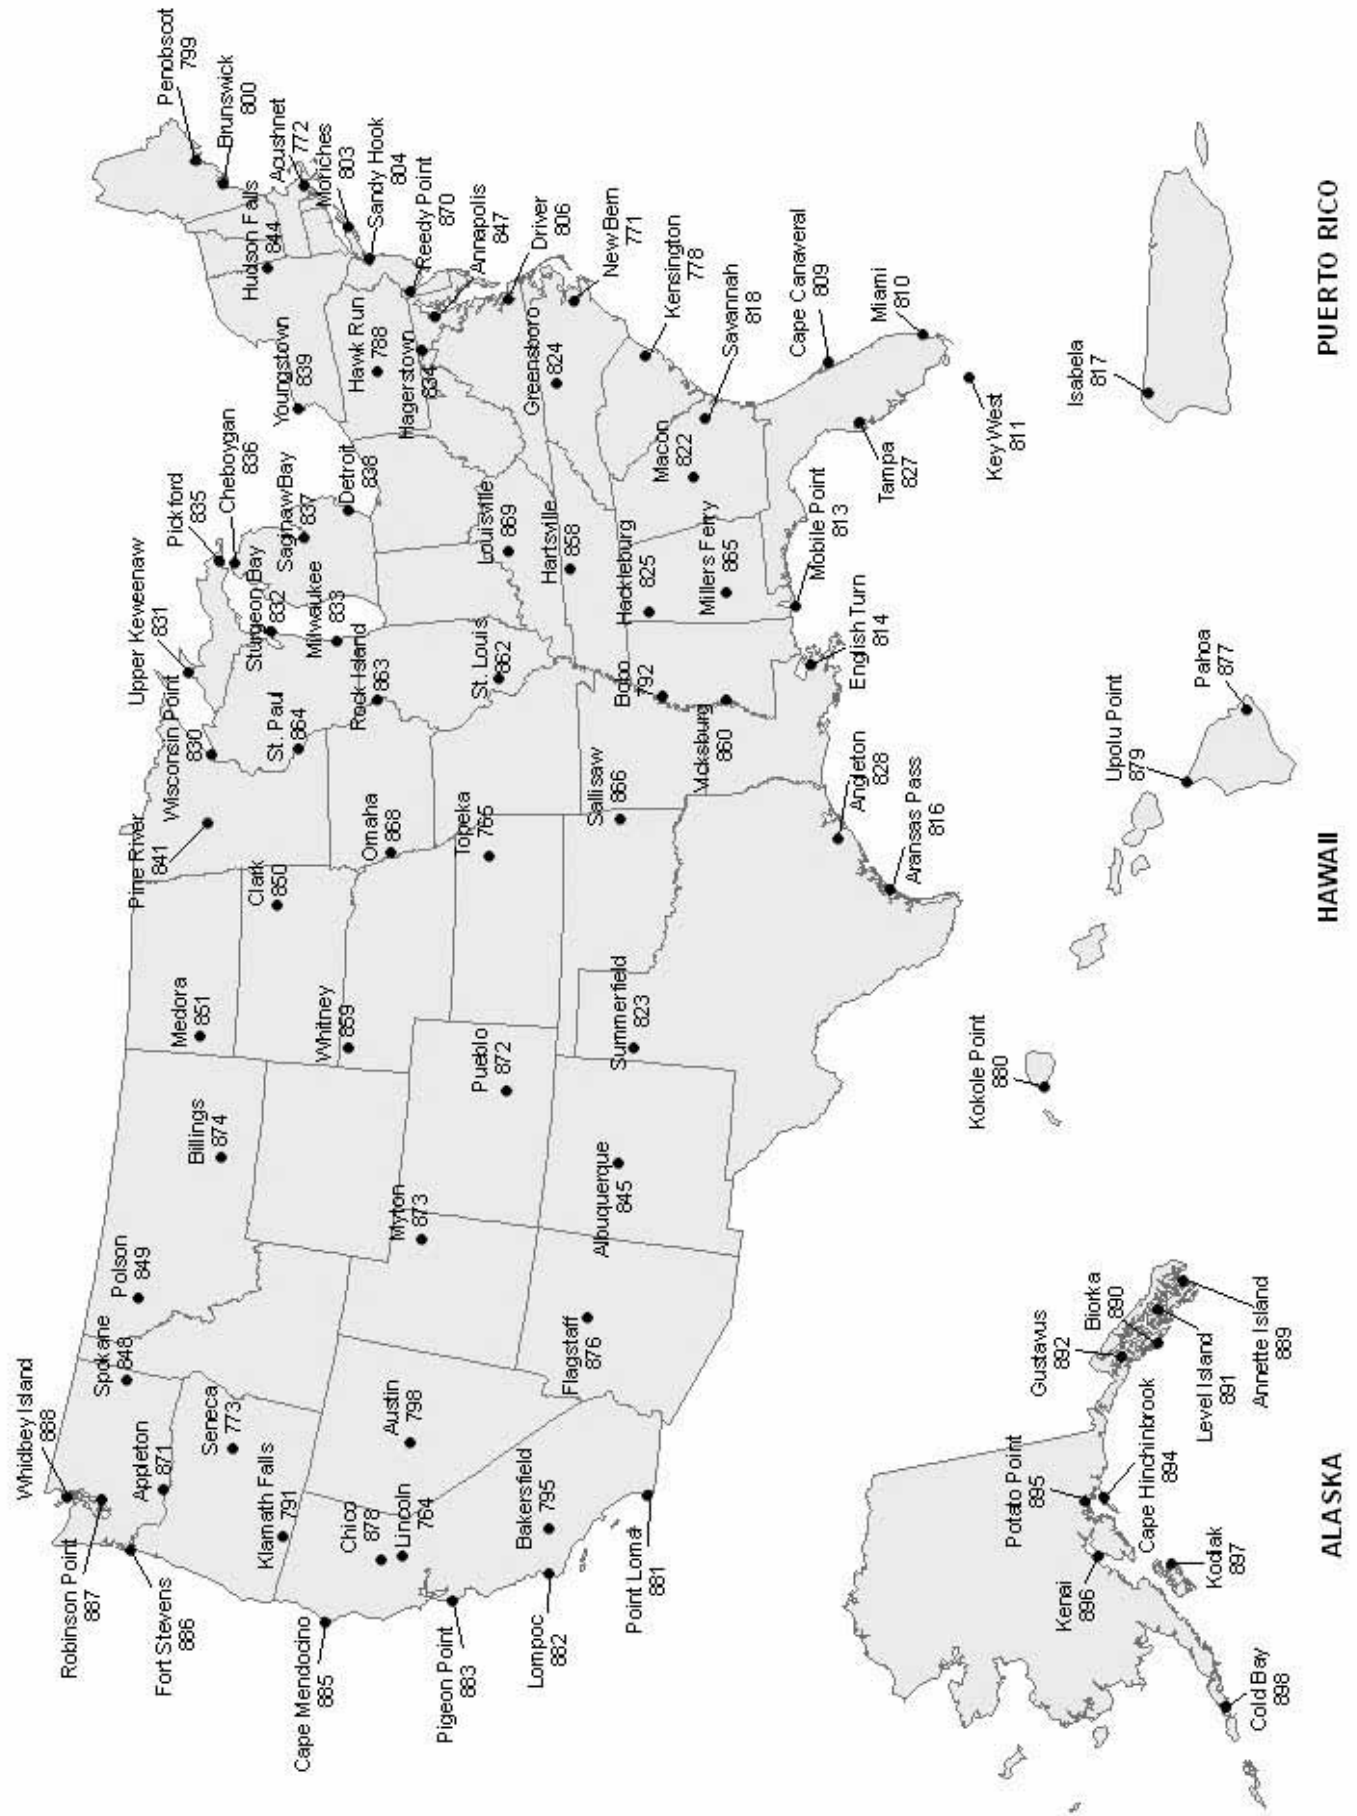 Whidbey Island
888
Robinson Point
887
Fort Stevens
886
Spokane
848
Appleton
871
Seneca
773
Klamath Falls
791
Cape Mendocino
885
Chico
878
Lincoln
764
Austin
798
Pigeon Point
883
Bakersfield
795
Lompoc
882
Point Loma
881
Polson
849
Billings
874
Myton
873
Flagstaff
876
Albuquerque
845
Pueblo
872
Medora
851
Whitney
859
Clark
850
Summerfield
823
Pine River
841
Wisconsin Point
830
St. Paul
864
Omaha
868
Topeka
765
Sallisaw
866
Angleton
828
Aransas Pass
816
Upper Keweenaw
831
Sturgeon Bay
832
Milwaukee
833
Rock Island
863
St. Louis
862
Bobo
792
Vicksburg
860
English Turn
814
Pickford
835
Cheboygan
836
Saginaw Bay
837
Detroit
838
Louisville
869
Hartsville
858
Hackleburg
825
Millers Ferry
865
Mobile Point
813
Youngstown
839
Hawk Run
788
Hagerstown
834
Greensboro
824
Macon
822
Tampa
827
Key West
811
Miami
810
Cape Canaveral
809
Savannah
818
Kensington
778
New Bern
771
Driver
806
Annapolis
847
Reedy Point
870
Sandy Hook
804
Moriches
803
Acushnet
772
Hudson Falls
844
Brunswick
800
Penobscot
799
Gustavus
892
Biorka
890
Level Island
891
Annette Island
889
Potato Point
895
Cape Hinchinbrook
894
Kenai
896
Kodiak
897
Cold Bay
898
ALASKA
Kokole Point
880
Upolu Point
879
Pahoa
877
HAWAII
Isabela
817
PUERTO RICO